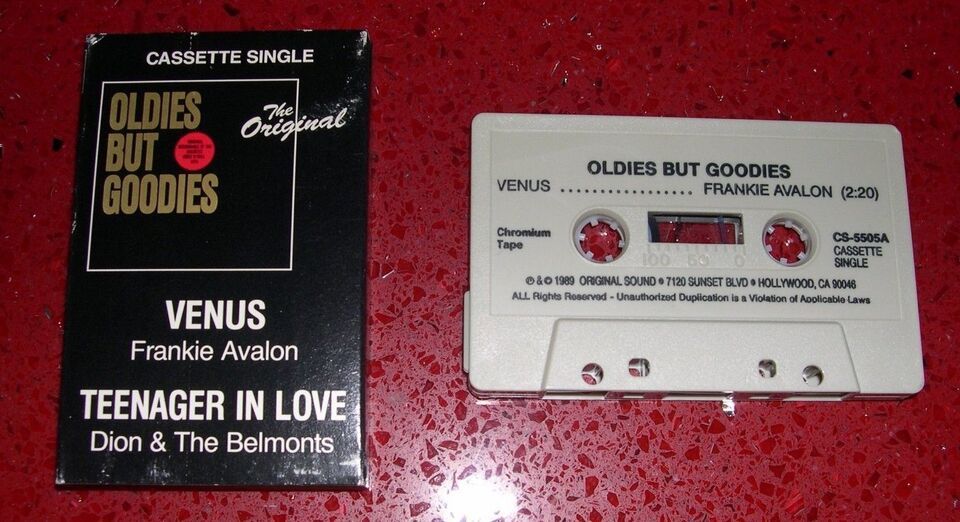 CASSETTE SINGLE
OLDIES
BUT
GOODIES
The
Original
VENUS
Frankie Avalon
TEENAGER IN LOVE
Dion & The Belmonts
OLDIES BUT GOODIES
VENUS ................. FRANKIE AVALON (2:20)
Chromium
Tape
100 50 0
CS-5505A
CASSETTE
SINGLE
℗ & © 1989 ORIGINAL SOUND • 7120 SUNSET BLVD • HOLLYWOOD, CA 90046
ALL Rights Reserved - Unauthorized Duplication is a Violation of Applicable Laws